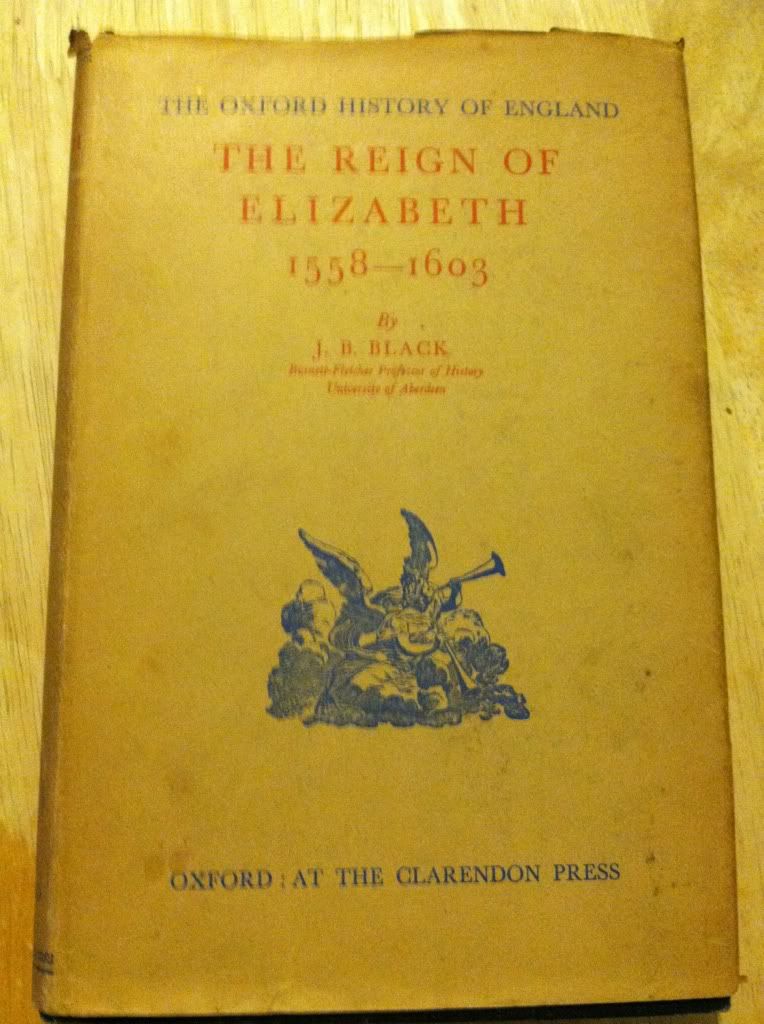 THE OXFORD HISTORY OF ENGLAND
THE REIGN OF
ELIZABETH
1558—1603
By
J. B. BLACK
Burnett-Fletcher Professor of History
University of Aberdeen
OXFORD : AT THE CLARENDON PRESS